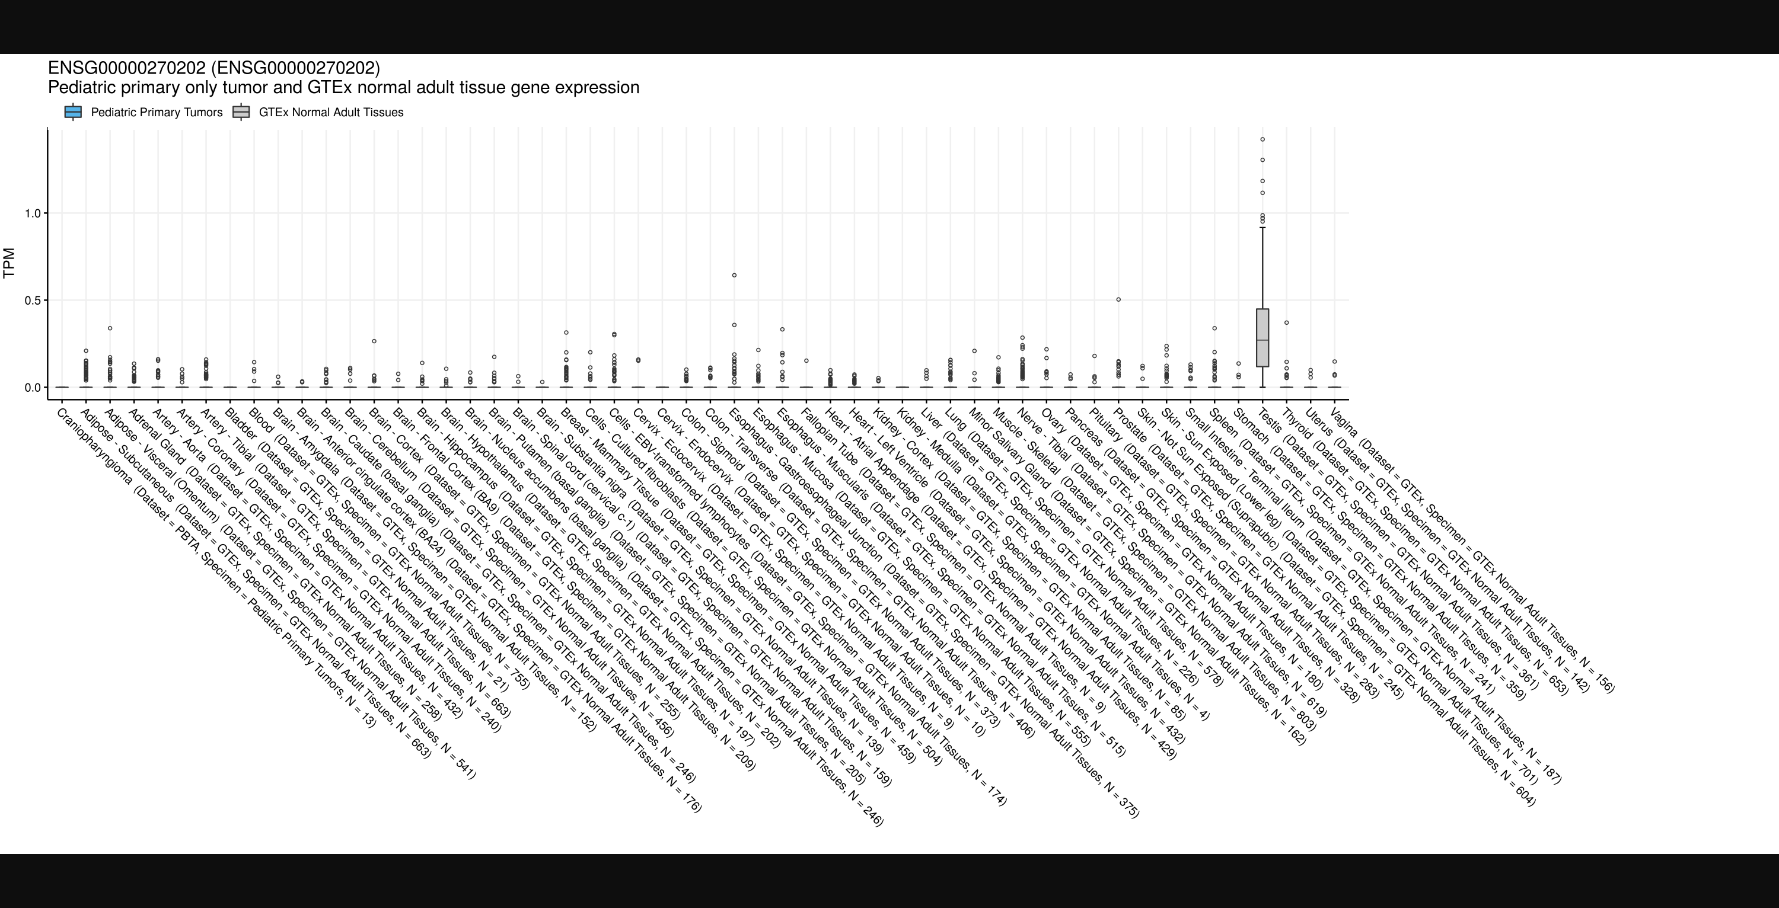 ENSG00000270202 (ENSG00000270202)
Pediatric primary only tumor and GTEx normal adult tissue gene expression
Pediatric Primary Tumors
GTEx Normal Adult Tissues
TPM
1.0
0.5
0.0
Craniopharyngioma (Dataset = PBTA, Specimen = Pediatric Primary Tumors, N = 13)
Adipose - Subcutaneous (Dataset = GTEx, Specimen = GTEx Normal Adult Tissues, N = 663)
Adipose - Visceral (Omentum) (Dataset = GTEx, Specimen = GTEx Normal Adult Tissues, N = 541)
Adrenal Gland (Dataset = GTEx, Specimen = GTEx Normal Adult Tissues, N = 258)
Artery - Aorta (Dataset = GTEx, Specimen = GTEx Normal Adult Tissues, N = 432)
Artery - Coronary (Dataset = GTEx, Specimen = GTEx Normal Adult Tissues, N = 240)
Artery - Tibial (Dataset = GTEx, Specimen = GTEx Normal Adult Tissues, N = 663)
Bladder (Dataset = GTEx, Specimen = GTEx Normal Adult Tissues, N = 21)
Blood (Dataset = GTEx, Specimen = GTEx Normal Adult Tissues, N = 755)
Brain - Amygdala (Dataset = GTEx, Specimen = GTEx Normal Adult Tissues, N = 152)
Brain - Anterior cingulate cortex (BA24) (Dataset = GTEx, Specimen = GTEx Normal Adult Tissues, N = 176)
Brain - Caudate (basal ganglia) (Dataset = GTEx, Specimen = GTEx Normal Adult Tissues, N = 246)
Brain - Cerebellum (Dataset = GTEx, Specimen = GTEx Normal Adult Tissues, N = 456)
Brain - Cortex (Dataset = GTEx, Specimen = GTEx Normal Adult Tissues, N = 255)
Brain - Frontal Cortex (BA9) (Dataset = GTEx, Specimen = GTEx Normal Adult Tissues, N = 209)
Brain - Hippocampus (Dataset = GTEx, Specimen = GTEx Normal Adult Tissues, N = 197)
Brain - Hypothalamus (Dataset = GTEx, Specimen = GTEx Normal Adult Tissues, N = 202)
Brain - Nucleus accumbens (basal ganglia) (Dataset = GTEx, Specimen = GTEx Normal Adult Tissues, N = 246)
Brain - Putamen (basal ganglia) (Dataset = GTEx, Specimen = GTEx Normal Adult Tissues, N = 205)
Brain - Spinal cord (cervical c-1) (Dataset = GTEx, Specimen = GTEx Normal Adult Tissues, N = 159)
Brain - Substantia nigra (Dataset = GTEx, Specimen = GTEx Normal Adult Tissues, N = 139)
Breast - Mammary Tissue (Dataset = GTEx, Specimen = GTEx Normal Adult Tissues, N = 459)
Cells - Cultured fibroblasts (Dataset = GTEx, Specimen = GTEx Normal Adult Tissues, N = 504)
Cells - EBV-transformed lymphocytes (Dataset = GTEx, Specimen = GTEx Normal Adult Tissues, N = 174)
Cervix - Ectocervix (Dataset = GTEx, Specimen = GTEx Normal Adult Tissues, N = 9)
Cervix - Endocervix (Dataset = GTEx, Specimen = GTEx Normal Adult Tissues, N = 10)
Colon - Sigmoid (Dataset = GTEx, Specimen = GTEx Normal Adult Tissues, N = 373)
Colon - Transverse (Dataset = GTEx, Specimen = GTEx Normal Adult Tissues, N = 406)
Esophagus - Gastroesophageal Junction (Dataset = GTEx, Specimen = GTEx Normal Adult Tissues, N = 375)
Esophagus - Mucosa (Dataset = GTEx, Specimen = GTEx Normal Adult Tissues, N = 555)
Esophagus - Muscularis (Dataset = GTEx, Specimen = GTEx Normal Adult Tissues, N = 515)
Fallopian Tube (Dataset = GTEx, Specimen = GTEx Normal Adult Tissues, N = 9)
Heart - Atrial Appendage (Dataset = GTEx, Specimen = GTEx Normal Adult Tissues, N = 429)
Heart - Left Ventricle (Dataset = GTEx, Specimen = GTEx Normal Adult Tissues, N = 432)
Kidney - Cortex (Dataset = GTEx, Specimen = GTEx Normal Adult Tissues, N = 85)
Kidney - Medulla (Dataset = GTEx, Specimen = GTEx Normal Adult Tissues, N = 4)
Liver (Dataset = GTEx, Specimen = GTEx Normal Adult Tissues, N = 226)
Lung (Dataset = GTEx, Specimen = GTEx Normal Adult Tissues, N = 578)
Minor Salivary Gland (Dataset = GTEx, Specimen = GTEx Normal Adult Tissues, N = 162)
Muscle - Skeletal (Dataset = GTEx, Specimen = GTEx Normal Adult Tissues, N = 803)
Nerve - Tibial (Dataset = GTEx, Specimen = GTEx Normal Adult Tissues, N = 619)
Ovary (Dataset = GTEx, Specimen = GTEx Normal Adult Tissues, N = 180)
Pancreas (Dataset = GTEx, Specimen = GTEx Normal Adult Tissues, N = 328)
Pituitary (Dataset = GTEx, Specimen = GTEx Normal Adult Tissues, N = 283)
Prostate (Dataset = GTEx, Specimen = GTEx Normal Adult Tissues, N = 245)
Skin - Not Sun Exposed (Suprapubic) (Dataset = GTEx, Specimen = GTEx Normal Adult Tissues, N = 604)
Skin - Sun Exposed (Lower leg) (Dataset = GTEx, Specimen = GTEx Normal Adult Tissues, N = 701)
Small Intestine - Terminal Ileum (Dataset = GTEx, Specimen = GTEx Normal Adult Tissues, N = 187)
Spleen (Dataset = GTEx, Specimen = GTEx Normal Adult Tissues, N = 241)
Stomach (Dataset = GTEx, Specimen = GTEx Normal Adult Tissues, N = 359)
Testis (Dataset = GTEx, Specimen = GTEx Normal Adult Tissues, N = 361)
Thyroid (Dataset = GTEx, Specimen = GTEx Normal Adult Tissues, N = 653)
Uterus (Dataset = GTEx, Specimen = GTEx Normal Adult Tissues, N = 142)
Vagina (Dataset = GTEx, Specimen = GTEx Normal Adult Tissues, N = 156)